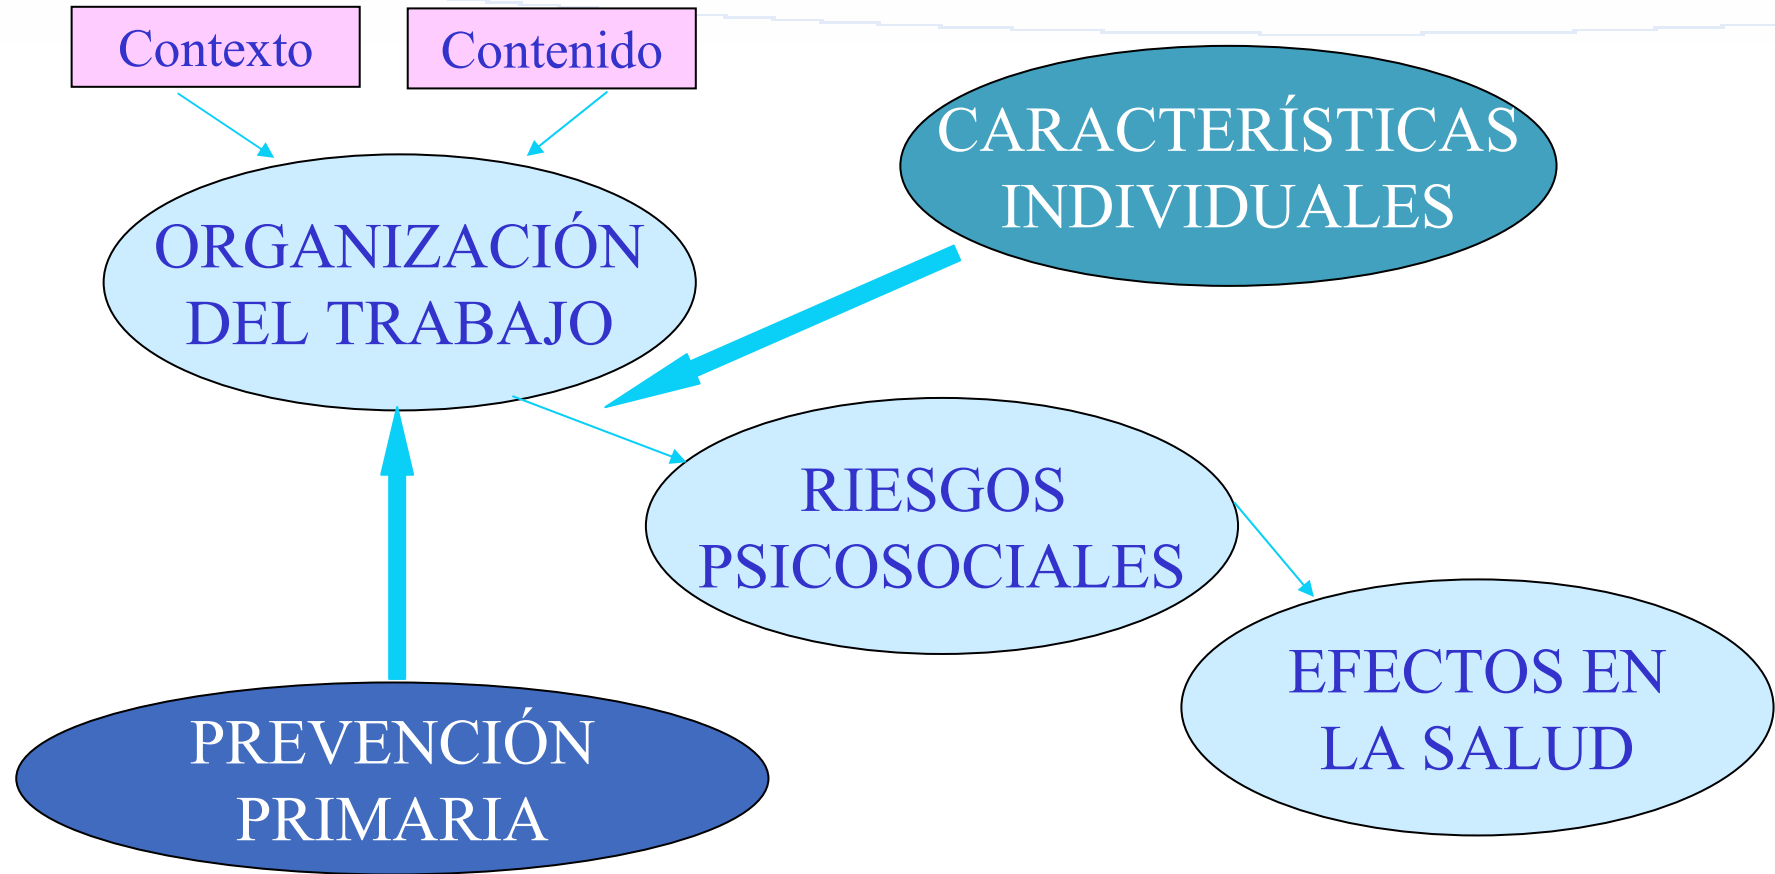 Contexto
Contenido
CARACTERÍSTICAS
INDIVIDUALES
ORGANIZACIÓN
DEL TRABAJO
RIESGOS
PSICOSOCIALES
EFECTOS EN
LA SALUD
PREVENCIÓN
PRIMARIA